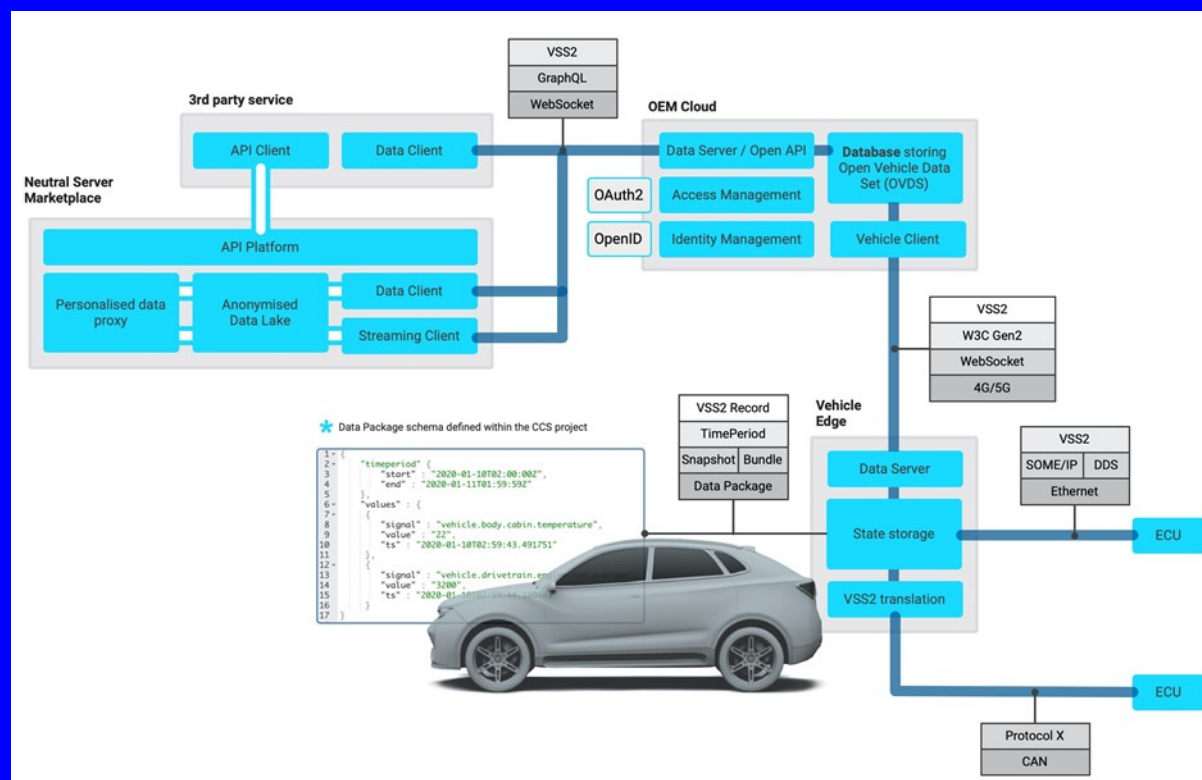 VSS2
GraphQL
WebSocket
3rd party service
API Client
Data Client
OEM Cloud
Data Server / Open API
Database storing
Open Vehicle Data
Set (OVDS)
OAuth2
Access Management
OpenID
Identity Management
Vehicle Client
Neutral Server
Marketplace
API Platform
Personalised data
proxy
Anonymised
Data Lake
Data Client
Streaming Client
VSS2
W3C Gen2
WebSocket
4G/5G
VSS2 Record
TimePeriod
Snapshot Bundle
Data Package
Vehicle
Edge
Data Server
State storage
VSS2 translation
VSS2
SOME/IP DDS
Ethernet
ECU
* Data Package schema defined within the CCS project
1 {
2 "timeperiod" {
3 "start" : "2020-01-10T02:00:00Z",
4 "end" : "2020-01-11T01:59:59Z"
5 },
6 "values" : {
7 {
8 "signal" : "vehicle.body.cabin.temperature",
9 "value" : "22",
10 "ts" : "2020-01-10T02:59:43.491751"
11 },
12 {
13 "signal" :
14 "value" : "3200",
15 "ts" :
16 }
17 }
ECU
Protocol X
CAN